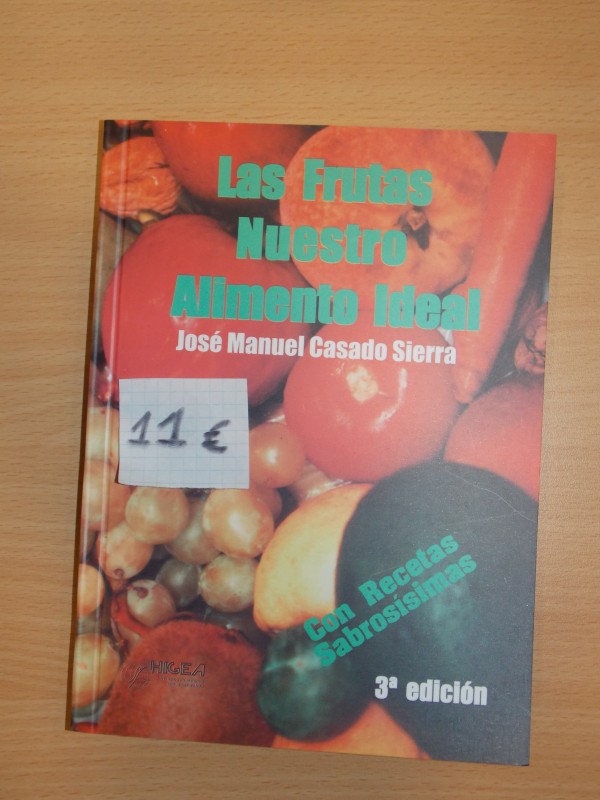 Las Frutas
Nuestro
Alimento Ideal
José Manuel Casado Sierra
11 €
Con Recetas
Sabrosísimas
HIGEA
3ª edición